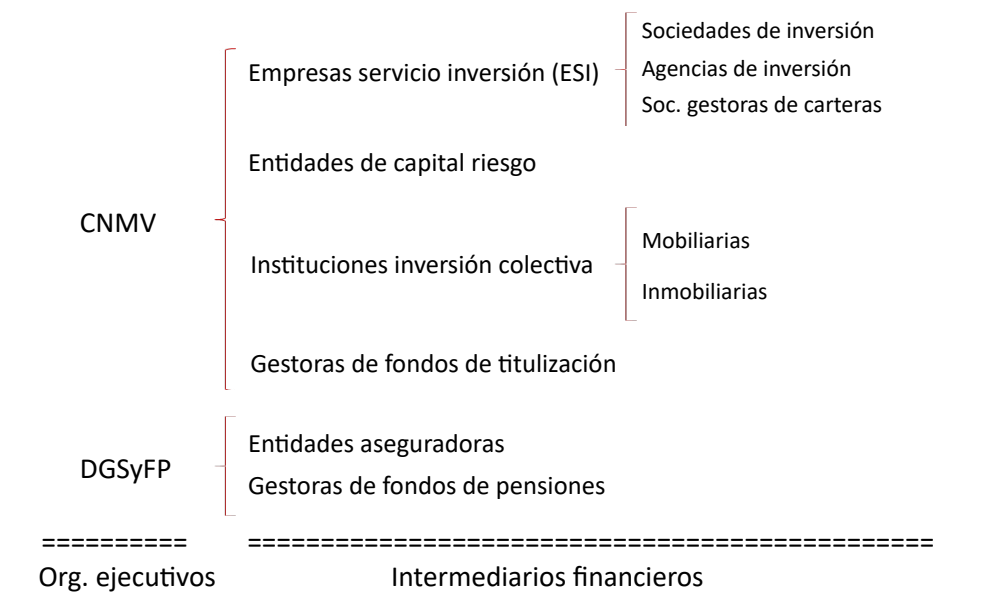 CNMV
Empresas servicio inversión (ESI)
Sociedades de inversión
Agencias de inversión
Soc. gestoras de carteras
Entidades de capital riesgo
Instituciones inversión colectiva
Mobiliarias
Inmobiliarias
Gestoras de fondos de titulización
DGSyFP
Entidades aseguradoras
Gestoras de fondos de pensiones
========== ===============================================
Org. ejecutivos Intermediarios financieros